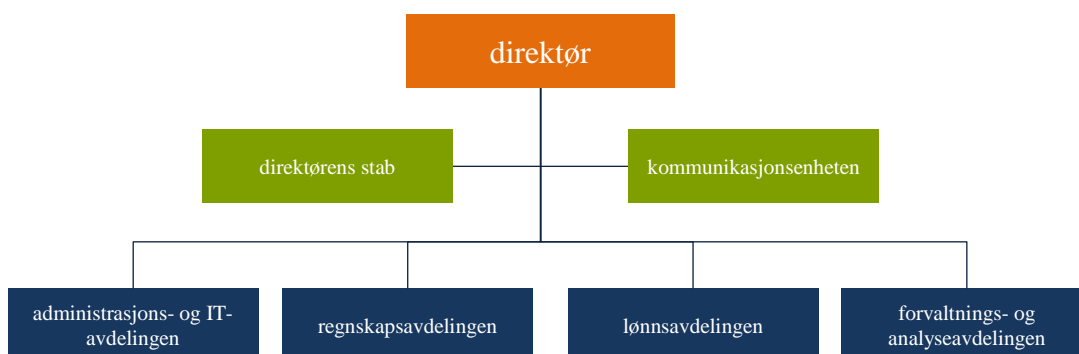 direktør
direktørens stab
kommunikasjonsenheten
administrasjons- og IT-
avdelingen
regnskapsavdelingen
lønnsavdelingen
forvaltnings- og
analyseavdelingen